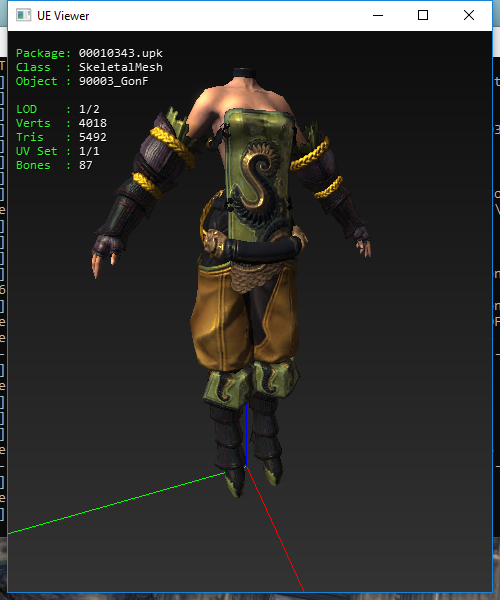 UE Viewer
Package: 00010343.upk
Class  : SkeletalMesh
Object : 90003_GonF
LOD    : 1/2
Verts  : 4018
Tris   : 5492
UV Set : 1/1
Bones  : 87